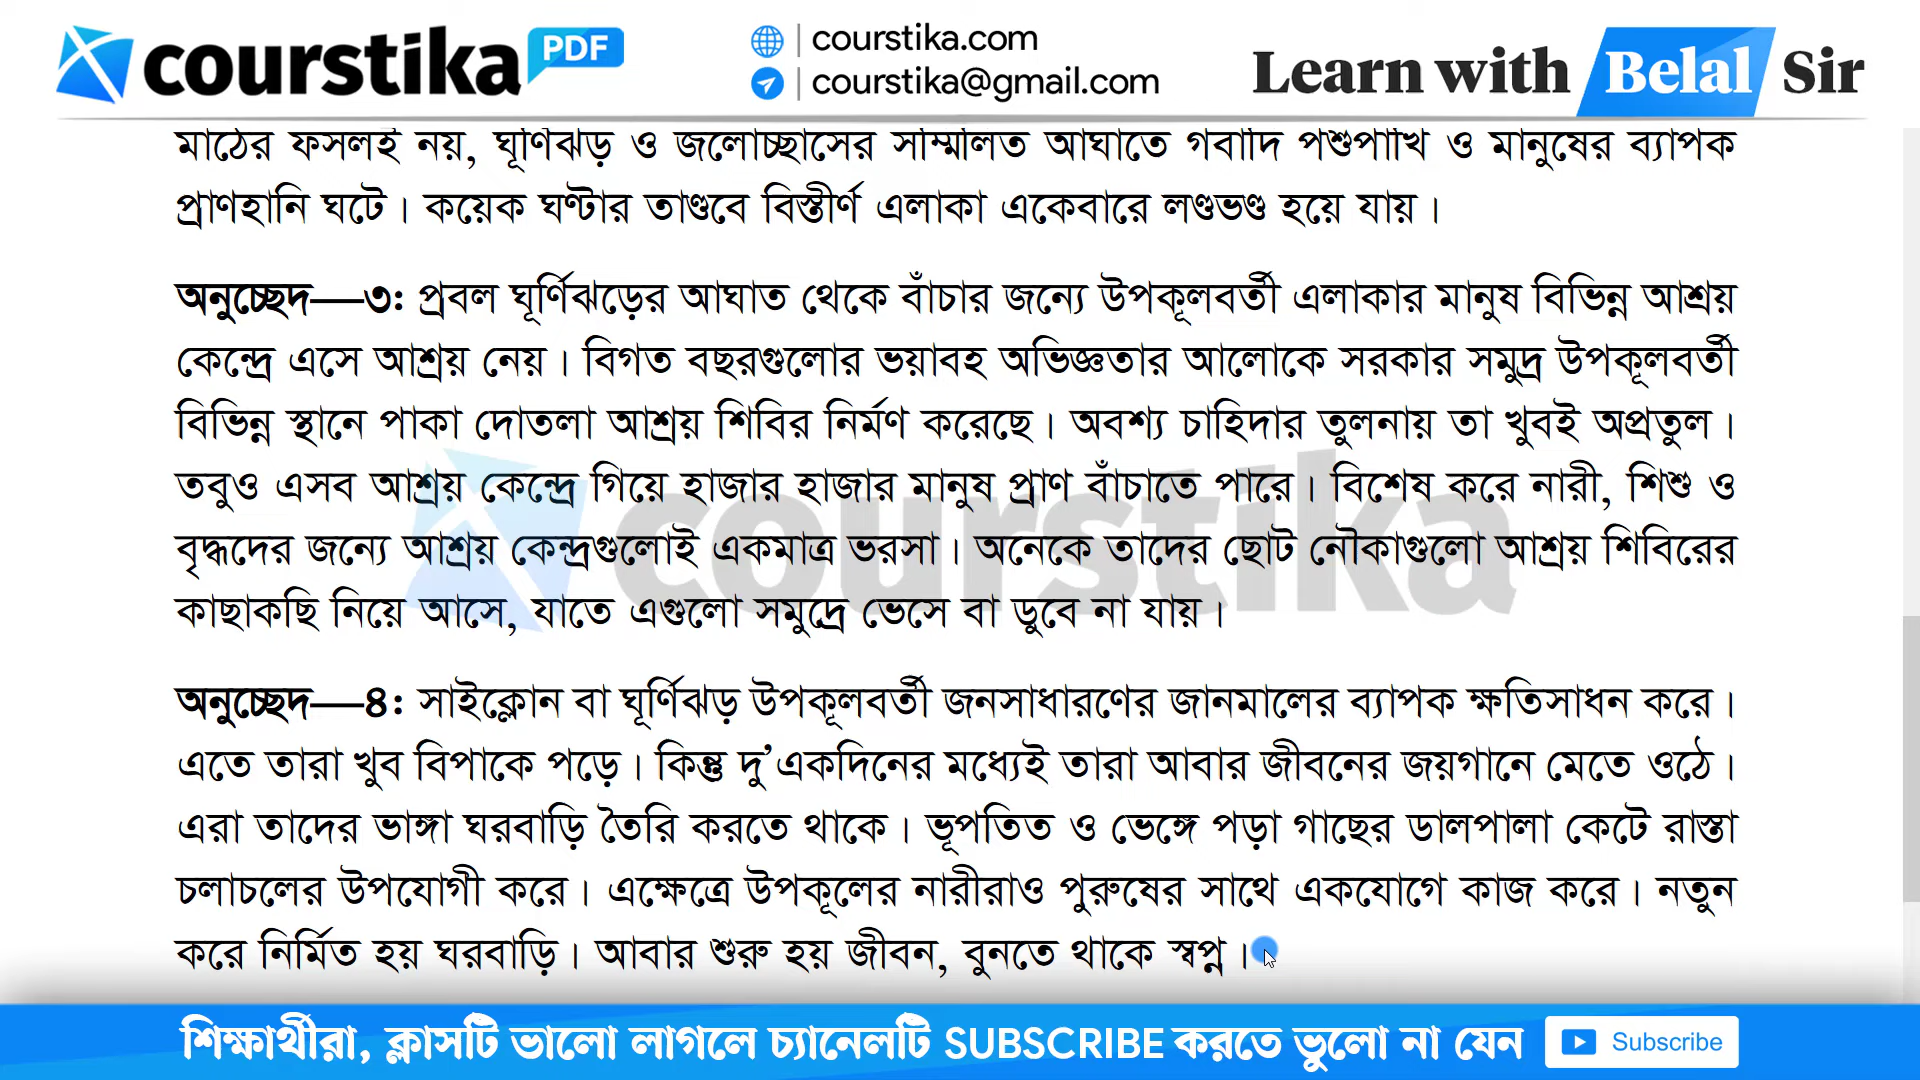 courstika PDF
courstika.com
courstika@gmail.com
Learn with Belal Sir
মাঠের ফসলই নয়, ঘূর্ণিঝড় ও জলোচ্ছাসের সম্মিলিত আঘাতে গবাদি পশুপাখি ও মানুষের ব্যাপক
প্রাণহানি ঘটে। কয়েক ঘণ্টার তাণ্ডবে বিস্তীর্ণ এলাকা একেবারে লণ্ডভণ্ড হয়ে যায়।
অনুচ্ছেদ—৩: প্রবল ঘূর্ণিঝড়ের আঘাত থেকে বাঁচার জন্যে উপকূলবর্তী এলাকার মানুষ বিভিন্ন আশ্রয়
কেন্দ্রে এসে আশ্রয় নেয়। বিগত বছরগুলোর ভয়াবহ অভিজ্ঞতার আলোকে সরকার সমুদ্র উপকূলবর্তী
বিভিন্ন স্থানে পাকা দোতলা আশ্রয় শিবির নির্মণ করেছে। অবশ্য চাহিদার তুলনায় তা খুবই অপ্রতুল।
তবুও এসব আশ্রয় কেন্দ্রে গিয়ে হাজার হাজার মানুষ প্রাণ বাঁচাতে পারে। বিশেষ করে নারী, শিশু ও
বৃদ্ধদের জন্যে আশ্রয় কেন্দ্রগুলোই একমাত্র ভরসা। অনেকে তাদের ছোট নৌকাগুলো আশ্রয় শিবিরের
কাছাকছি নিয়ে আসে, যাতে এগুলো সমুদ্রে ভেসে বা ডুবে না যায়।
courstika
অনুচ্ছেদ—৪: সাইক্লোন বা ঘূর্ণিঝড় উপকূলবর্তী জনসাধারণের জানমালের ব্যাপক ক্ষতিসাধন করে।
এতে তারা খুব বিপাকে পড়ে। কিন্তু দু’একদিনের মধ্যেই তারা আবার জীবনের জয়গানে মেতে ওঠে।
এরা তাদের ভাঙ্গা ঘরবাড়ি তৈরি করতে থাকে। ভূপতিত ও ভেঙ্গে পড়া গাছের ডালপালা কেটে রাস্তা
চলাচলের উপযোগী করে। এক্ষেত্রে উপকূলের নারীরাও পুরুষের সাথে একযোগে কাজ করে। নতুন
করে নির্মিত হয় ঘরবাড়ি। আবার শুরু হয় জীবন, বুনতে থাকে স্বপ্ন।
শিক্ষার্থীরা, ক্লাসটি ভালো লাগলে চ্যানেলটি SUBSCRIBE করতে ভুলো না যেন
Subscribe